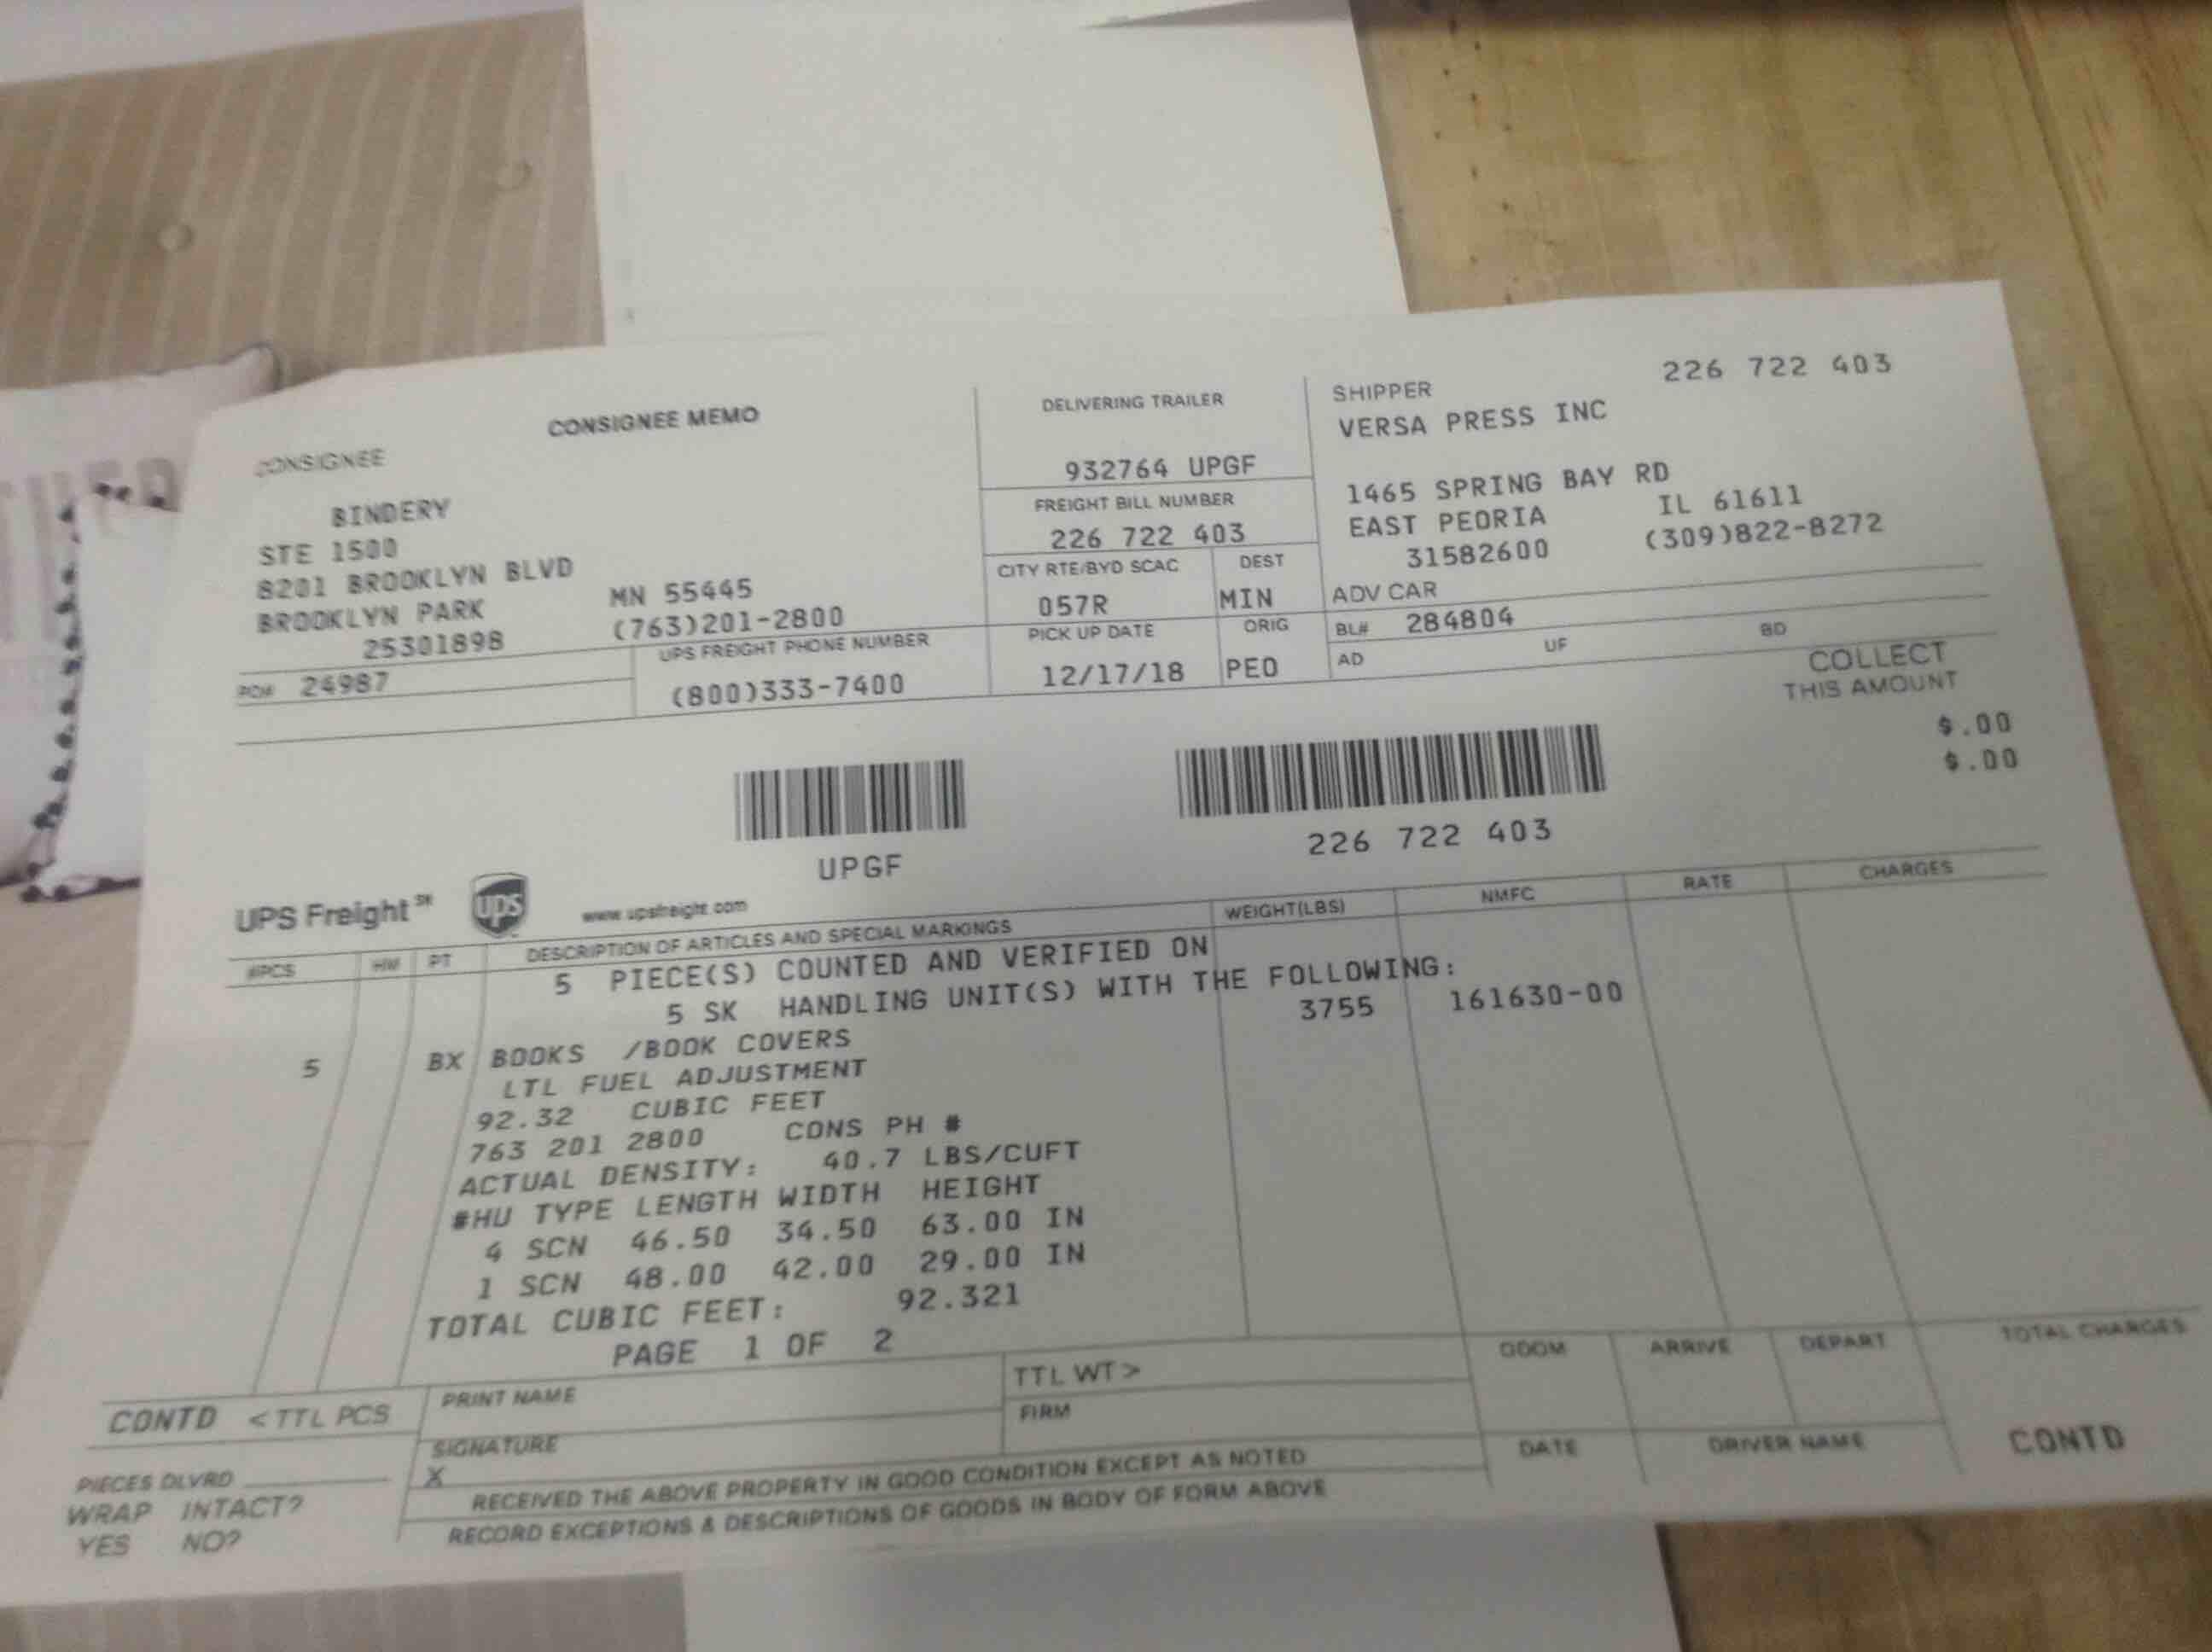 226 722 403
CONSIGNEE MEMO
CONSIGNEE
BINDERY
STE 1500
8201 BROOKLYN BLVD
BROOKLYN PARK MN 55445
25301898 (763)201-2800
PO# 24987
UPS FREIGHT PHONE NUMBER
(800)333-7400
DELIVERING TRAILER
932764 UPGF
FREIGHT BILL NUMBER
226 722 403
CITY RTE/BYD SCAC DEST
057R MIN
PICK UP DATE ORIG
12/17/18 PEO
SHIPPER
VERSA PRESS INC
1465 SPRING BAY RD
EAST PEORIA IL 61611
31582600 (309)822-8272
ADV CAR
BL# 284804
AD UF BD
COLLECT
THIS AMOUNT
$.00
$.00
UPGF
226 722 403
UPS Freight SM
ups
www.upsfreight.com
#PCS HM PT DESCRIPTION OF ARTICLES AND SPECIAL MARKINGS WEIGHT(LBS) NMFC RATE CHARGES
5 PIECE(S) COUNTED AND VERIFIED ON
5 SK HANDLING UNIT(S) WITH THE FOLLOWING:
5 BX BOOKS /BOOK COVERS 3755 161630-00
LTL FUEL ADJUSTMENT
92.32 CUBIC FEET
763 201 2800 CONS PH #
ACTUAL DENSITY: 40.7 LBS/CUFT
#HU TYPE LENGTH WIDTH HEIGHT
4 SCN 46.50 34.50 63.00 IN
1 SCN 48.00 42.00 29.00 IN
TOTAL CUBIC FEET: 92.321
PAGE 1 OF 2
CONTD < TTL PCS
PRINT NAME
TTL WT >
ODOM ARRIVE DEPART TOTAL CHARGES
SIGNATURE
X
FIRM
DATE DRIVER NAME CONTD
PIECES DLVRD
WRAP INTACT?
YES NO?
RECEIVED THE ABOVE PROPERTY IN GOOD CONDITION EXCEPT AS NOTED
RECORD EXCEPTIONS & DESCRIPTIONS OF GOODS IN BODY OF FORM ABOVE